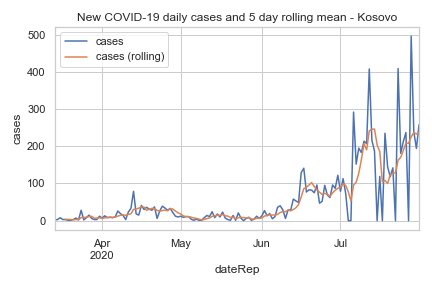 New COVID-19 daily cases and 5 day rolling mean - Kosovo
cases
cases (rolling)
500
400
300
200
100
0
cases
Apr
2020
May
Jun
Jul
dateRep